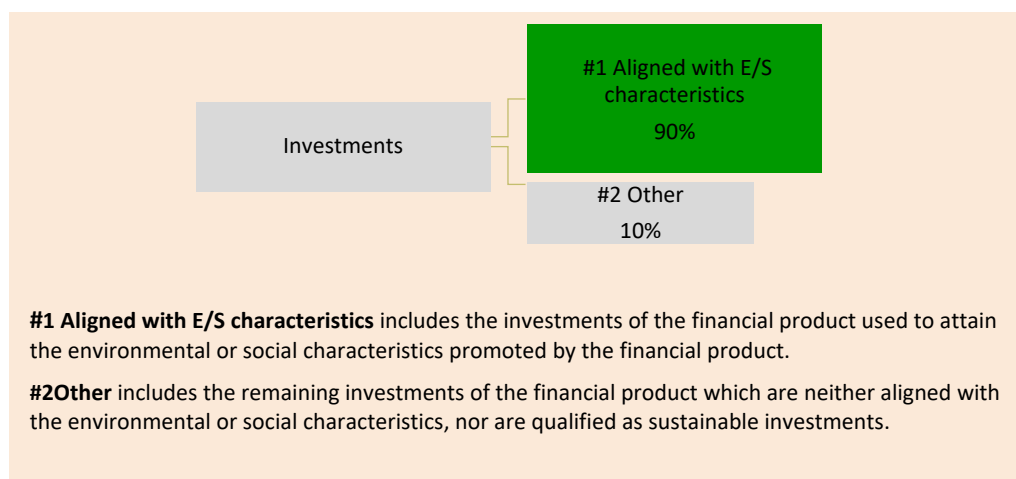 #1 Aligned with E/S
characteristics
90%
Investments
#2 Other
10%
#1 Aligned with E/S characteristics includes the investments of the financial product used to attain
the environmental or social characteristics promoted by the financial product.
#2Other includes the remaining investments of the financial product which are neither aligned with
the environmental or social characteristics, nor are qualified as sustainable investments.